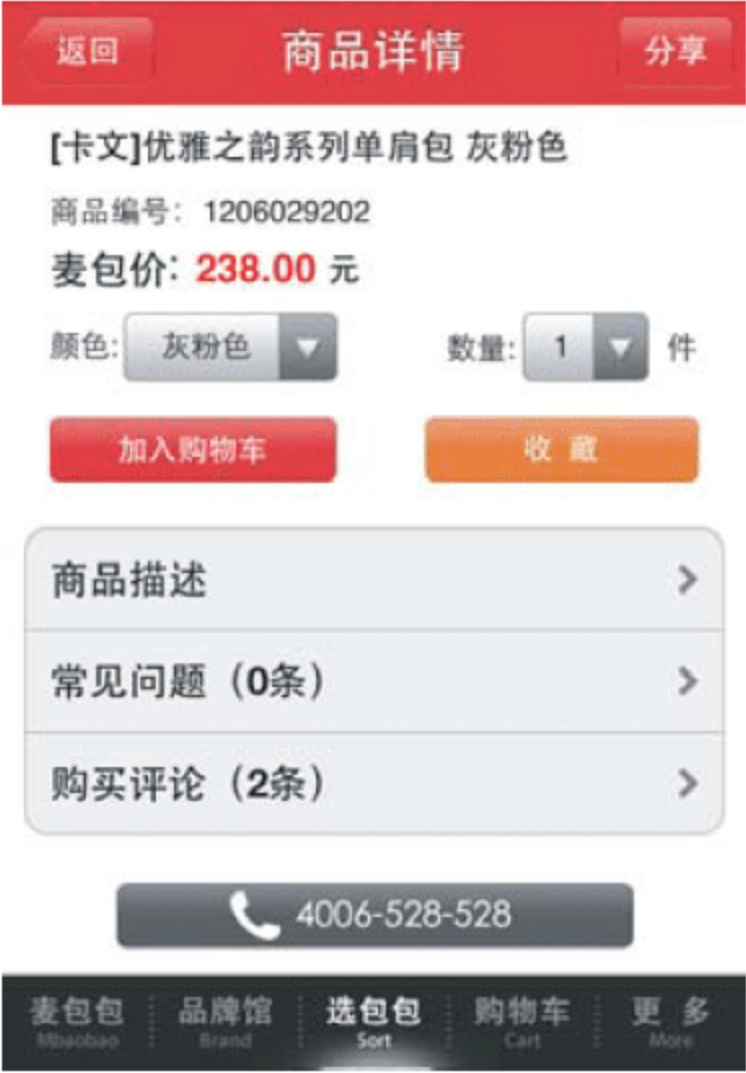 返回 商品详情 分享
[卡文]优雅之韵系列单肩包 灰粉色
商品编号: 1206029202
麦包价: 238.00 元
颜色: 灰粉色 数量: 1 件
加入购物车 收 藏
商品描述
常见问题（0条）
购买评论（2条）
4006-528-528
麦包包 品牌馆 选包包 购物车 更 多
Mbaobao Brand Sort Cart More